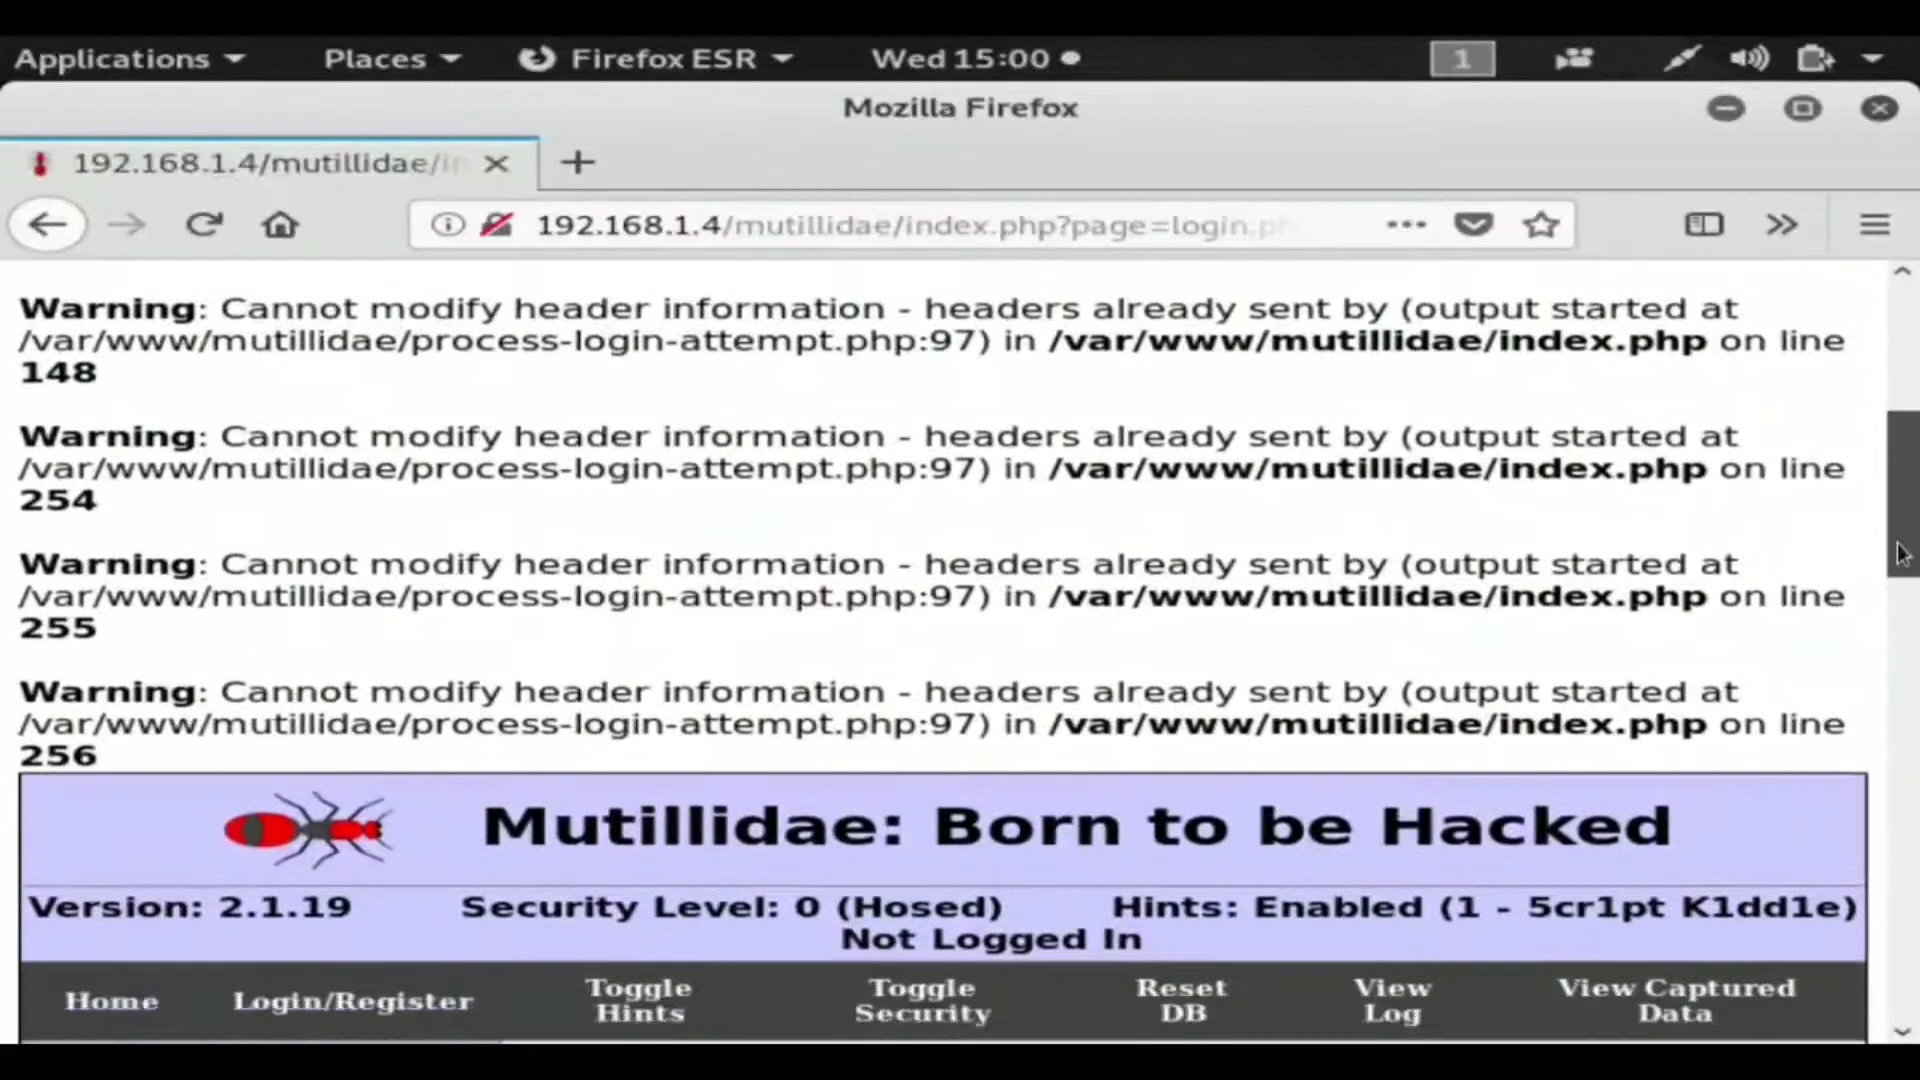 Applications Places Firefox ESR Wed 15:00 1
Mozilla Firefox
192.168.1.4/mutillidae/in
192.168.1.4/mutillidae/index.php?page=login.ph
Warning: Cannot modify header information - headers already sent by (output started at
/var/www/mutillidae/process-login-attempt.php:97) in /var/www/mutillidae/index.php on line
148
Warning: Cannot modify header information - headers already sent by (output started at
/var/www/mutillidae/process-login-attempt.php:97) in /var/www/mutillidae/index.php on line
254
Warning: Cannot modify header information - headers already sent by (output started at
/var/www/mutillidae/process-login-attempt.php:97) in /var/www/mutillidae/index.php on line
255
Warning: Cannot modify header information - headers already sent by (output started at
/var/www/mutillidae/process-login-attempt.php:97) in /var/www/mutillidae/index.php on line
256
Mutillidae: Born to be Hacked
Version: 2.1.19 Security Level: 0 (Hosed) Hints: Enabled (1 - 5cr1pt K1dd1e)
Not Logged In
Home Login/Register Toggle Hints Toggle Security Reset DB View Log View Captured Data